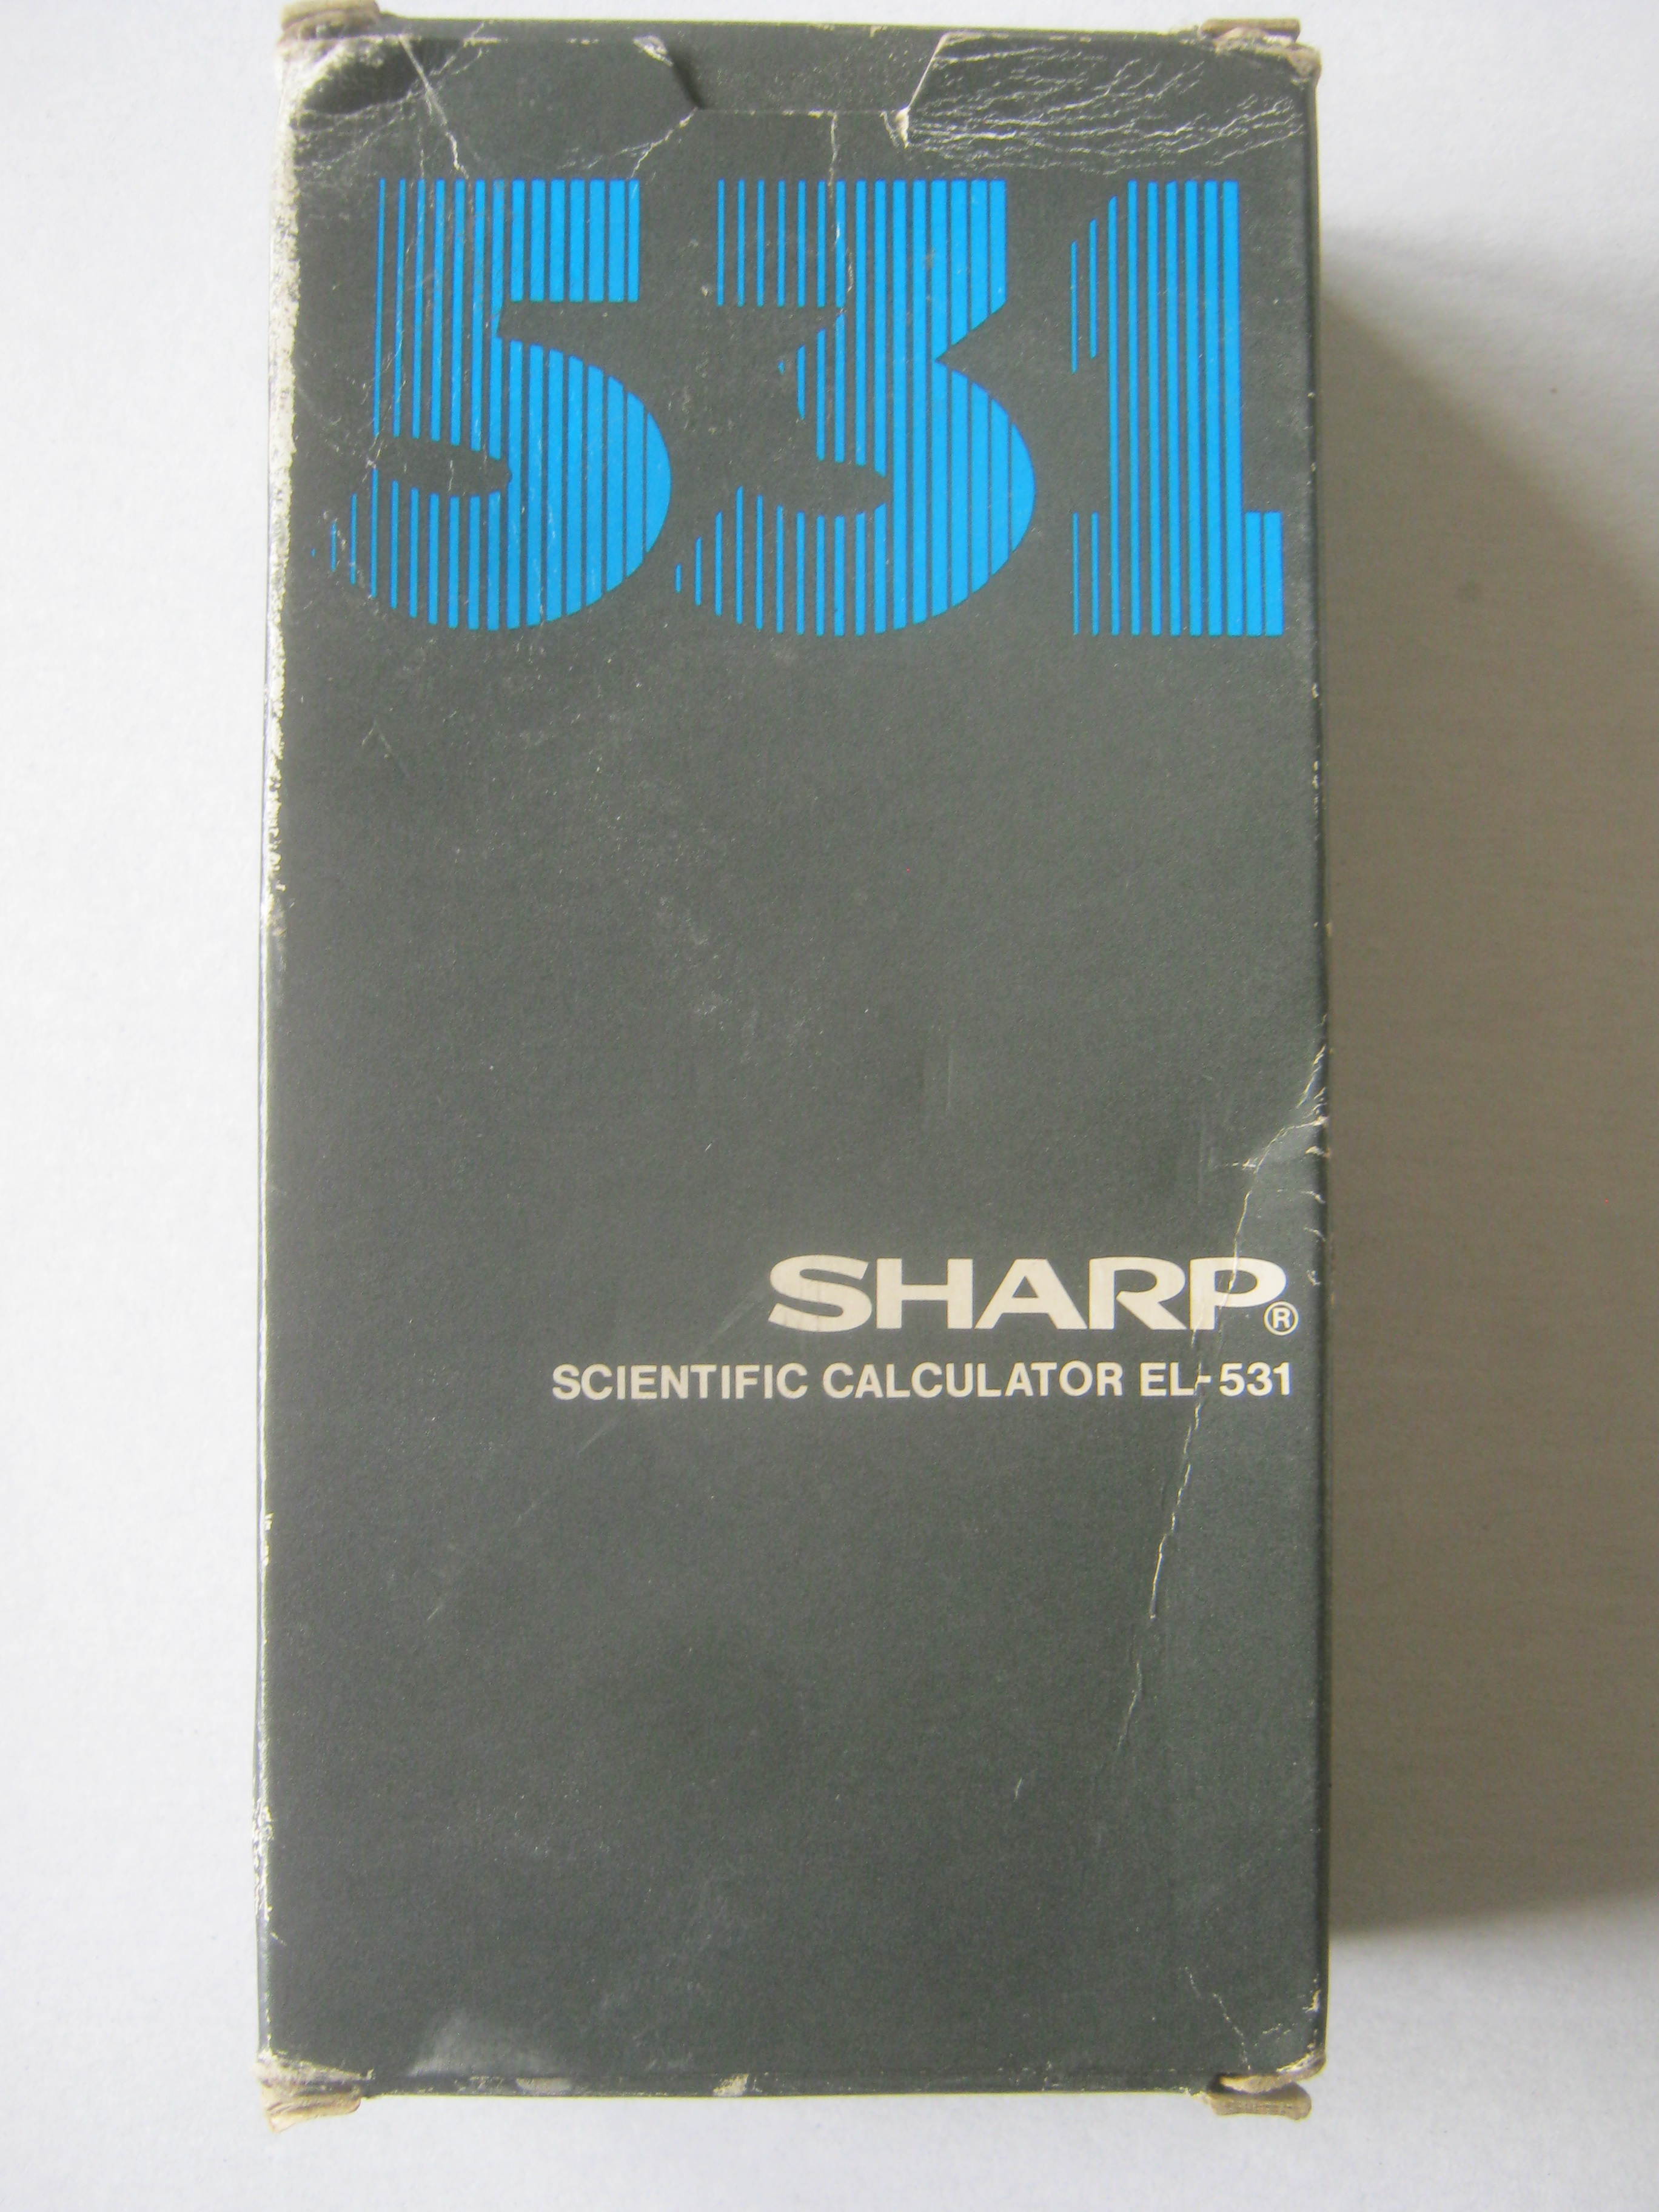 531
SHARP®
SCIENTIFIC CALCULATOR EL-531